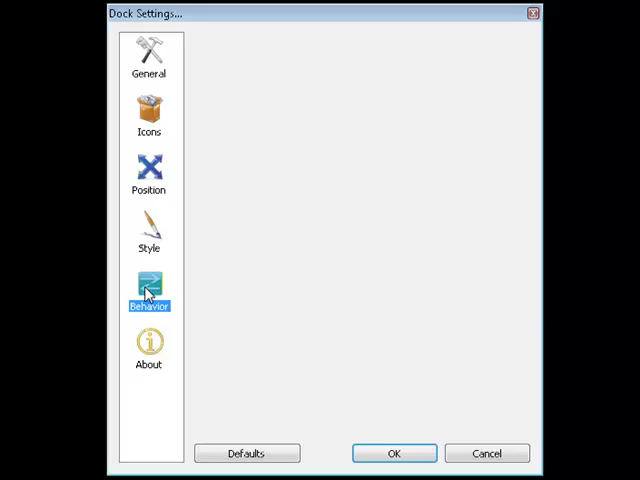 Dock Settings...
General
Icons
Position
Style
Behavior
About
Defaults
OK
Cancel